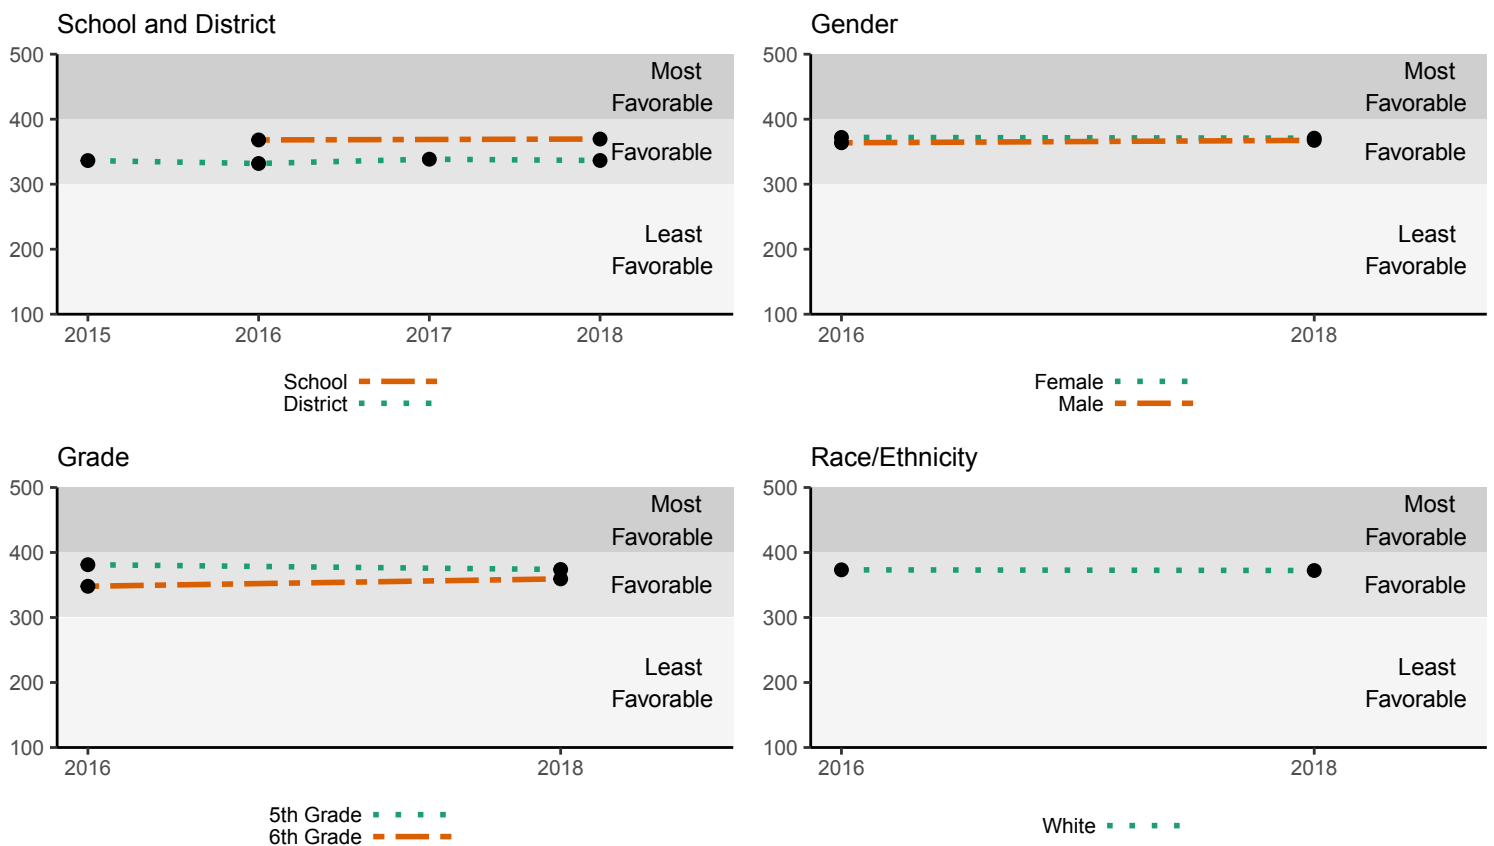 School and District
500
400
300
200
100
Most
Favorable
Favorable
Least
Favorable
2015 2016 2017 2018
School
District
Gender
500
400
300
200
100
Most
Favorable
Favorable
Least
Favorable
2016 2018
Female
Male
Grade
500
400
300
200
100
Most
Favorable
Favorable
Least
Favorable
2016 2018
5th Grade
6th Grade
Race/Ethnicity
500
400
300
200
100
Most
Favorable
Favorable
Least
Favorable
2016 2018
White